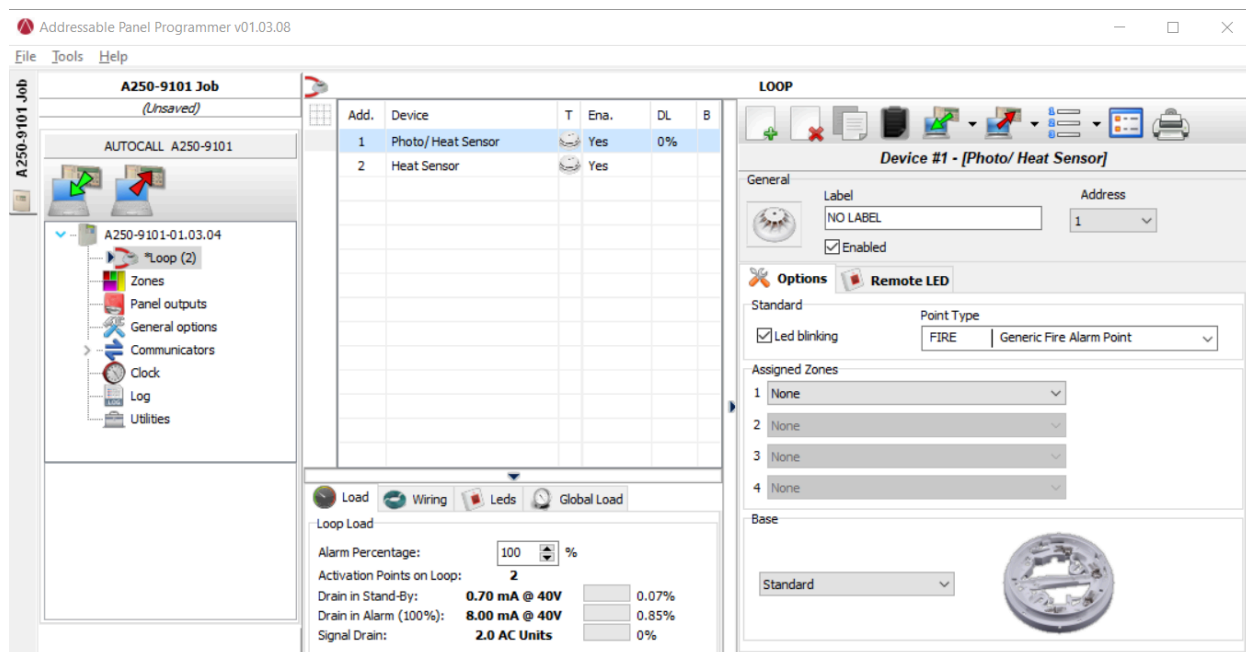 Addressable Panel Programmer v01.03.08
File Tools Help
A250-9101 Job
A250-9101 Job
(Unsaved)
AUTOCALL A250-9101
A250-9101-01.03.04
*Loop (2)
Zones
Panel outputs
General options
Communicators
Clock
Log
LOG
Utilities
LOOP
Add. Device T Ena. DL B
1 Photo/ Heat Sensor Yes 0%
2 Heat Sensor Yes
Load Wiring Leds Global Load
Loop Load
Alarm Percentage: 100 %
Activation Points on Loop: 2
Drain in Stand-By: 0.70 mA @ 40V 0.07%
Drain in Alarm (100%): 8.00 mA @ 40V 0.85%
Signal Drain: 2.0 AC Units 0%
Device #1 - [Photo/ Heat Sensor]
General
Label Address
NO LABEL 1
Enabled
Options Remote LED
Standard
Point Type
Led blinking FIRE Generic Fire Alarm Point
Assigned Zones
1 None
2 None
3 None
4 None
Base
Standard